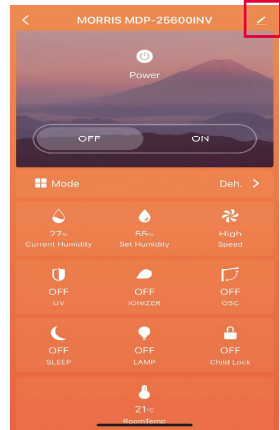 MORRIS MDP-25600INV
Power
OFF ON
Mode Deh.
27% 55% High
Current Humidity Set Humidity Speed
OFF OFF OFF
UV IONIZER OSC
OFF OFF OFF
SLEEP LAMP Child Lock
21°c
RoomTemp